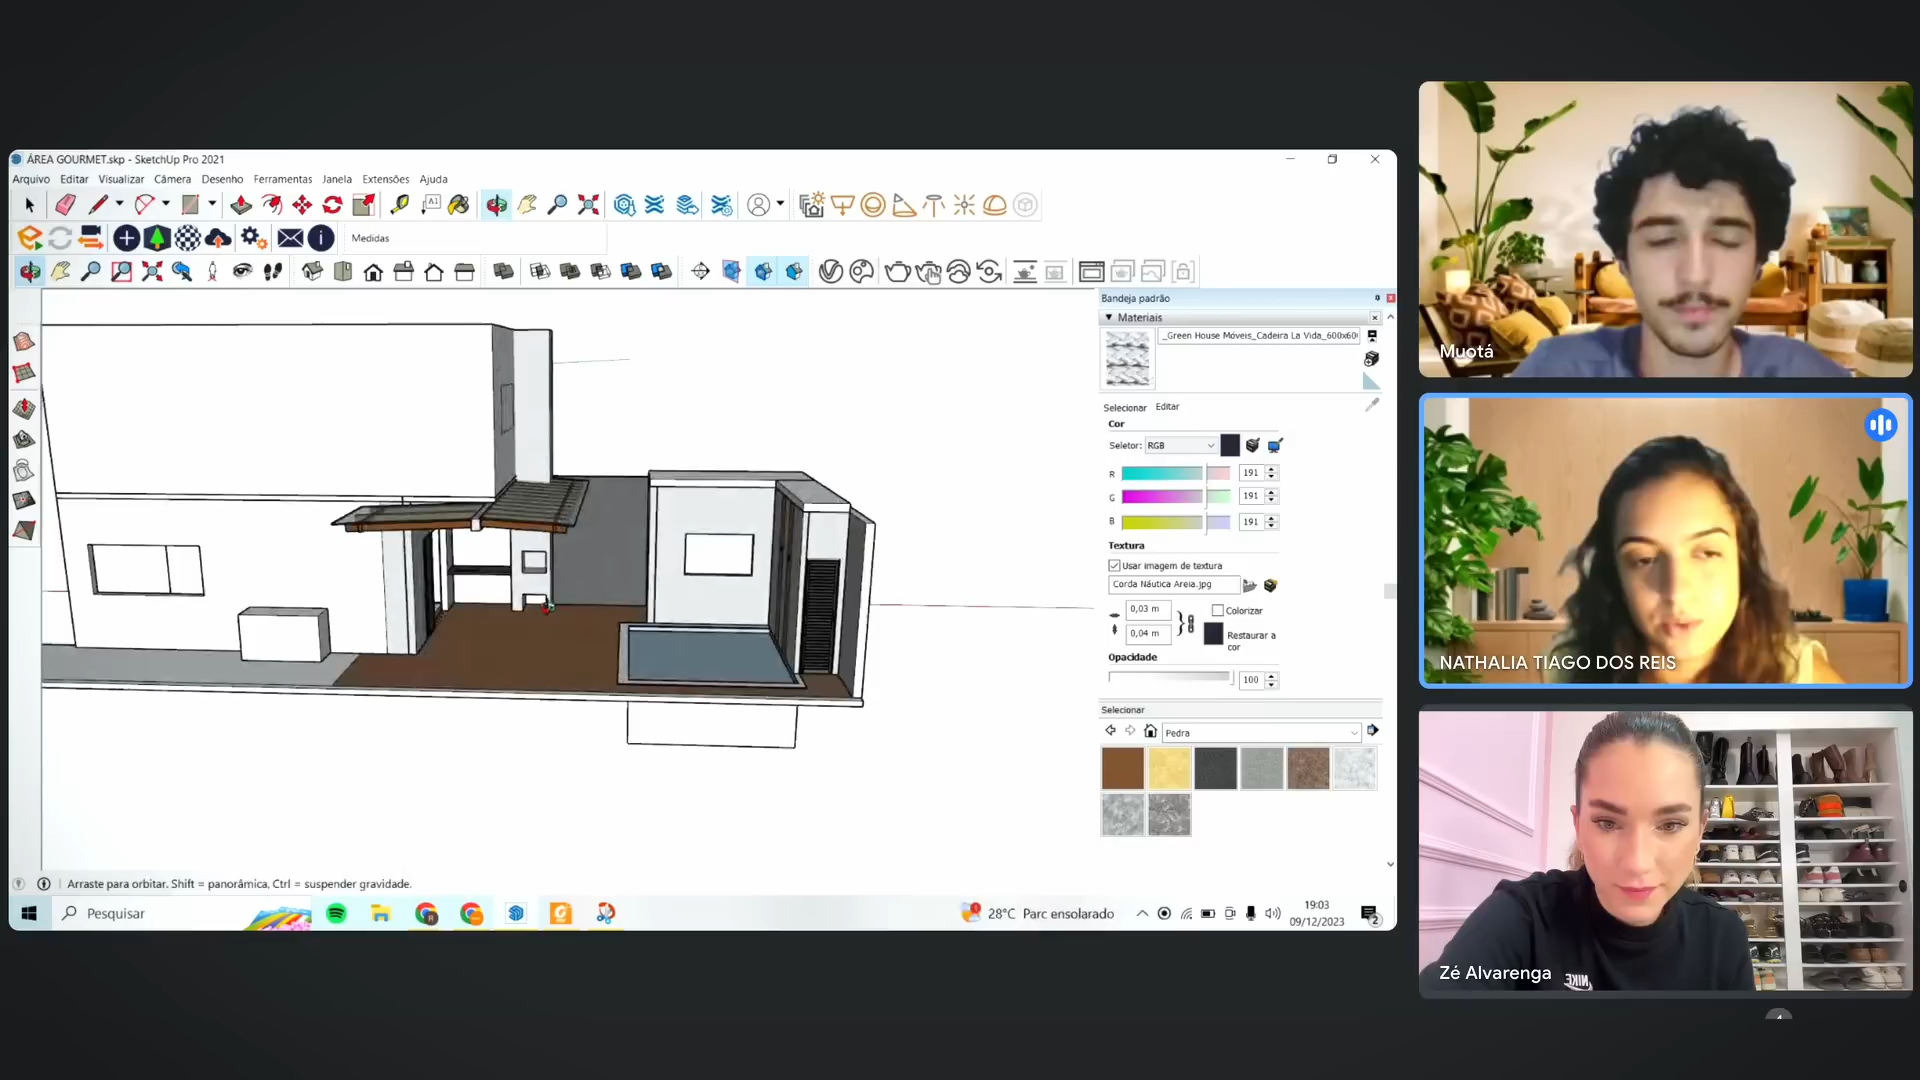 ÁREA GOURMET.skp - SketchUp Pro 2021
Arquivo Editar Visualizar Câmera Desenho Ferramentas Janela Extensões Ajuda
A1
Medidas
Bandeja padrão
Materiais
_Green House Móveis_Cadeira La Vida_600x60
Selecionar Editar
Cor
Seletor: RGB
R 191
G 191
B 191
Textura
Usar imagem de textura
Corda Náutica Areia.jpg
0,03 m
Colorizar
0,04 m
Restaurar a
cor
Opacidade
100
Selecionar
Pedra
Arraste para orbitar. Shift = panorâmica, Ctrl = suspender gravidade.
Pesquisar
28°C Parc ensolarado
19:03
09/12/2023
2
Muotá
NATHALIA TIAGO DOS REIS
Zé Alvarenga
NIKE